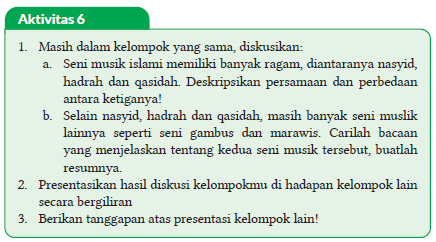 Aktivitas 6
1. Masih dalam kelompok yang sama, diskusikan:
a. Seni musik islami memiliki banyak ragam, diantaranya nasyid,
hadrah dan qasidah. Deskripsikan persamaan dan perbedaan
antara ketiganya!
b. Selain nasyid, hadrah dan qasidah, masih banyak seni muslik
lainnya seperti seni gambus dan marawis. Carilah bacaan
yang menjelaskan tentang kedua seni musik tersebut, buatlah
resumnya.
2. Presentasikan hasil diskusi kelompokmu di hadapan kelompok lain
secara bergiliran
3. Berikan tanggapan atas presentasi kelompok lain!